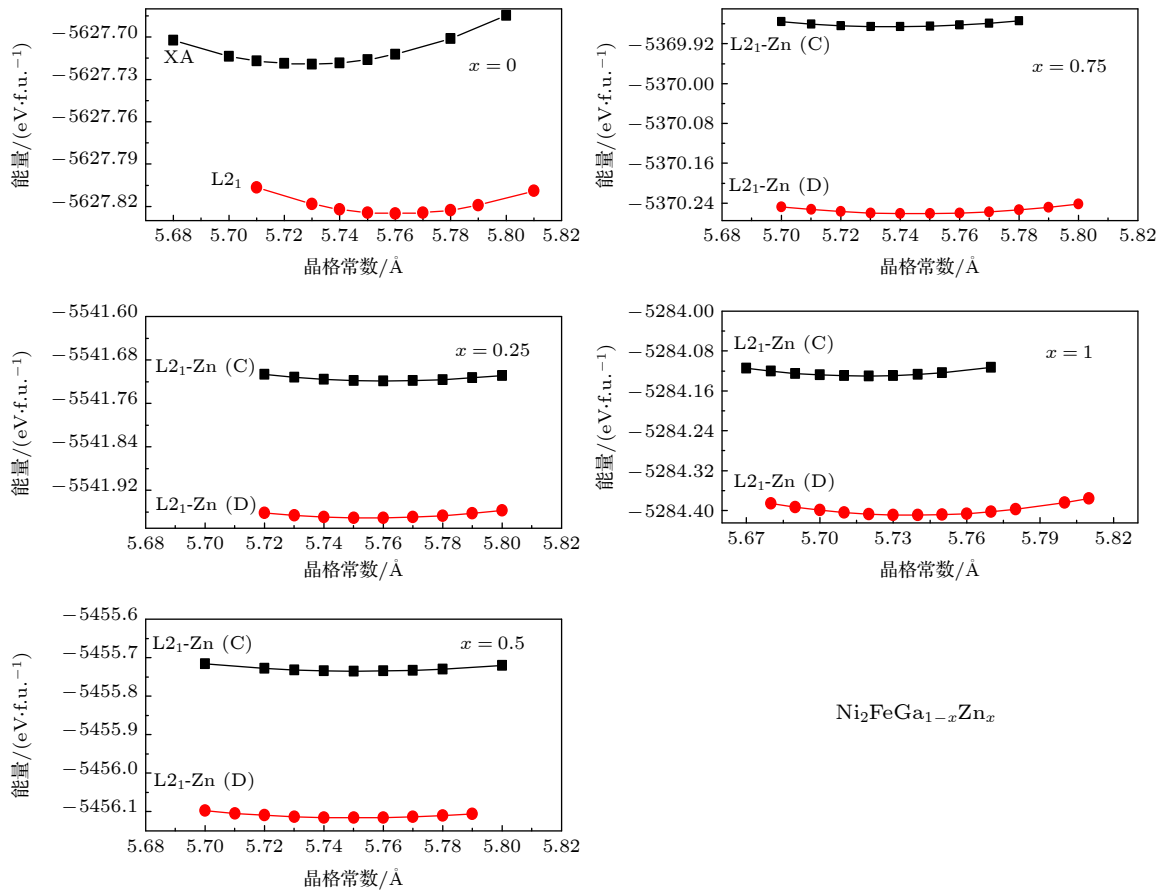 −5627.70
−5627.73
−5627.76
−5627.79
−5627.82
能量/(eV·f.u.⁻¹)
XA
x = 0
L2₁
5.68 5.70 5.72 5.74 5.76 5.78 5.80 5.82
晶格常数/Å
−5369.92
−5370.00
−5370.08
−5370.16
−5370.24
能量/(eV·f.u.⁻¹)
L2₁-Zn (C)
x = 0.75
L2₁-Zn (D)
5.68 5.70 5.72 5.74 5.76 5.78 5.80 5.82
晶格常数/Å
−5541.60
−5541.68
−5541.76
−5541.84
−5541.92
能量/(eV·f.u.⁻¹)
L2₁-Zn (C)
x = 0.25
L2₁-Zn (D)
5.68 5.70 5.72 5.74 5.76 5.78 5.80 5.82
晶格常数/Å
−5284.00
−5284.08
−5284.16
−5284.24
−5284.32
−5284.40
能量/(eV·f.u.⁻¹)
L2₁-Zn (C)
x = 1
L2₁-Zn (D)
5.67 5.70 5.73 5.76 5.79 5.82
晶格常数/Å
−5455.6
−5455.7
−5455.8
−5455.9
−5456.0
−5456.1
能量/(eV·f.u.⁻¹)
L2₁-Zn (C)
x = 0.5
L2₁-Zn (D)
5.68 5.70 5.72 5.74 5.76 5.78 5.80 5.82
晶格常数/Å
Ni₂FeGa₁₋ₓZnₓ